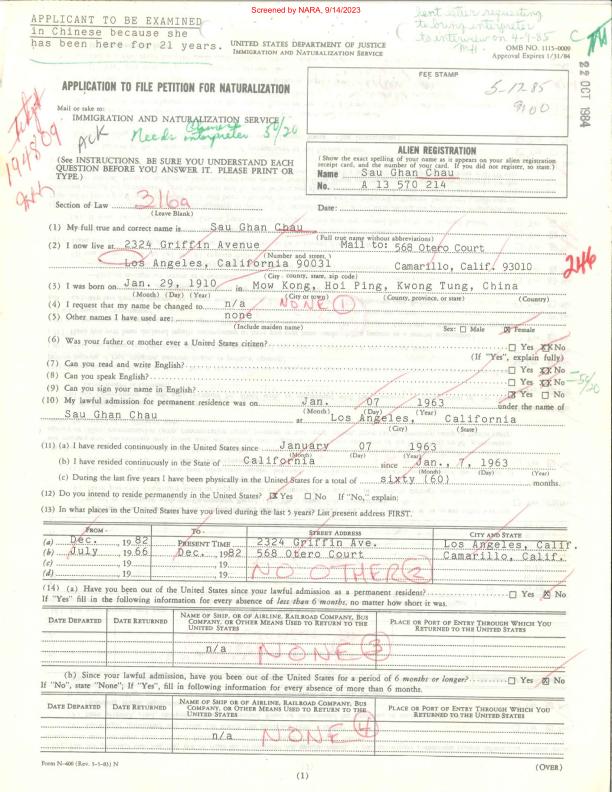 Screened by NARA, 9/14/2023
APPLICANT TO BE EXAMINED
in Chinese because she
has been here for 21 years.
sent letter requesting
to bring interpreter
to interview on 4-1-85
MH
UNITED STATES DEPARTMENT OF JUSTICE
IMMIGRATION AND NATURALIZATION SERVICE
OMB NO. 1115-0009
Approval Expires 1/31/84
22 OCT 1984
FEE STAMP
5-17-85
9:00
APPLICATION TO FILE PETITION FOR NATURALIZATION
Mail or take to:
IMMIGRATION AND NATURALIZATION SERVICE
ACK
Needs Chinese interpreter 50/20
(See INSTRUCTIONS. BE SURE YOU UNDERSTAND EACH
QUESTION BEFORE YOU ANSWER IT. PLEASE PRINT OR
TYPE.)
ALIEN REGISTRATION
(Show the exact spelling of your name as it appears on your alien registration
receipt card, and the number of your card. If you did not register, so state.)
Name Sau Ghan Chau
No. A 13 570 214
Section of Law 316a
(Leave Blank)
Date:
(1) My full true and correct name is Sau Ghan Chau
(Full true name without abbreviations)
(2) I now live at 2324 Griffin Avenue Mail to: 568 Otero Court
(Number and street,)
Los Angeles, California 90031 Camarillo, Calif. 93010
246
(City, county, state, zip code)
(3) I was born on Jan. 29, 1910 in Mow Kong, Hoi Ping, Kwong Tung, China
(Month) (Day) (Year) (City or town) (County, province, or state) (Country)
(4) I request that my name be changed to n/a NONE 1
(5) Other names I have used are: none
(Include maiden name)
Sex: ☐ Male ☒ Female
(6) Was your father or mother ever a United States citizen? ☐ Yes XX No
(If "Yes", explain fully)
(7) Can you read and write English? ☐ Yes XX No
(8) Can you speak English? ☐ Yes XX No 50/20
(9) Can you sign your name in English? ☒ Yes ☐ No
(10) My lawful admission for permanent residence was on Jan. 07 1963 under the name of
(Month) (Day) (Year)
Sau Ghan Chau at Los Angeles, California
(City) (State)
(11) (a) I have resided continuously in the United States since January 07 1963
(Month) (Day) (Year)
(b) I have resided continuously in the State of California since Jan., 7, 1963
(Month) (Day) (Year)
(c) During the last five years I have been physically in the United States for a total of sixty (60) months.
(12) Do you intend to reside permanently in the United States? ☒ Yes ☐ No If "No," explain:
(13) In what places in the United States have you lived during the last 5 years? List present address FIRST.
FROM - TO - STREET ADDRESS CITY AND STATE
(a) Dec. , 19 82 PRESENT TIME 2324 Griffin Ave. Los Angeles, Calif.
(b) July , 19 66 Dec. , 19 82 568 Otero Court Camarillo, Calif.
(c) , 19 , 19
(d) , 19 , 19
NO OTHER 2
(14) (a) Have you been out of the United States since your lawful admission as a permanent resident? ☐ Yes ☒ No
If "Yes" fill in the following information for every absence of less than 6 months, no matter how short it was.
DATE DEPARTED DATE RETURNED NAME OF SHIP, OR OF AIRLINE, RAILROAD COMPANY, BUS COMPANY, OR OTHER MEANS USED TO RETURN TO THE UNITED STATES PLACE OR PORT OF ENTRY THROUGH WHICH YOU RETURNED TO THE UNITED STATES
n/a NONE 3
(b) Since your lawful admission, have you been out of the United States for a period of 6 months or longer? ☐ Yes ☒ No
If "No", state "None"; If "Yes", fill in following information for every absence of more than 6 months.
DATE DEPARTED DATE RETURNED NAME OF SHIP, OR OF AIRLINE, RAILROAD COMPANY, BUS COMPANY, OR OTHER MEANS USED TO RETURN TO THE UNITED STATES PLACE OR PORT OF ENTRY THROUGH WHICH YOU RETURNED TO THE UNITED STATES
n/a NONE 4
Form N-400 (Rev. 5-5-83) N
(1)
(OVER)